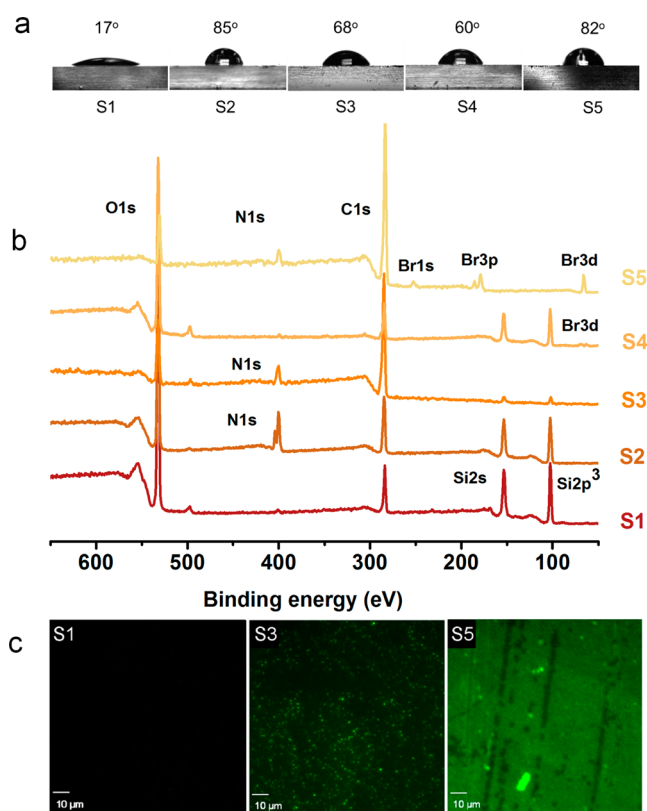 a
17° 85° 68° 60° 82°
S1 S2 S3 S4 S5
b
O1s N1s C1s
Br1s Br3p Br3d
S5
Br3d
S4
N1s
S3
N1s
S2
Si2s Si2p3
S1
600 500 400 300 200 100
Binding energy (eV)
c
S1 S3 S5
10 µm 10 µm 10 µm